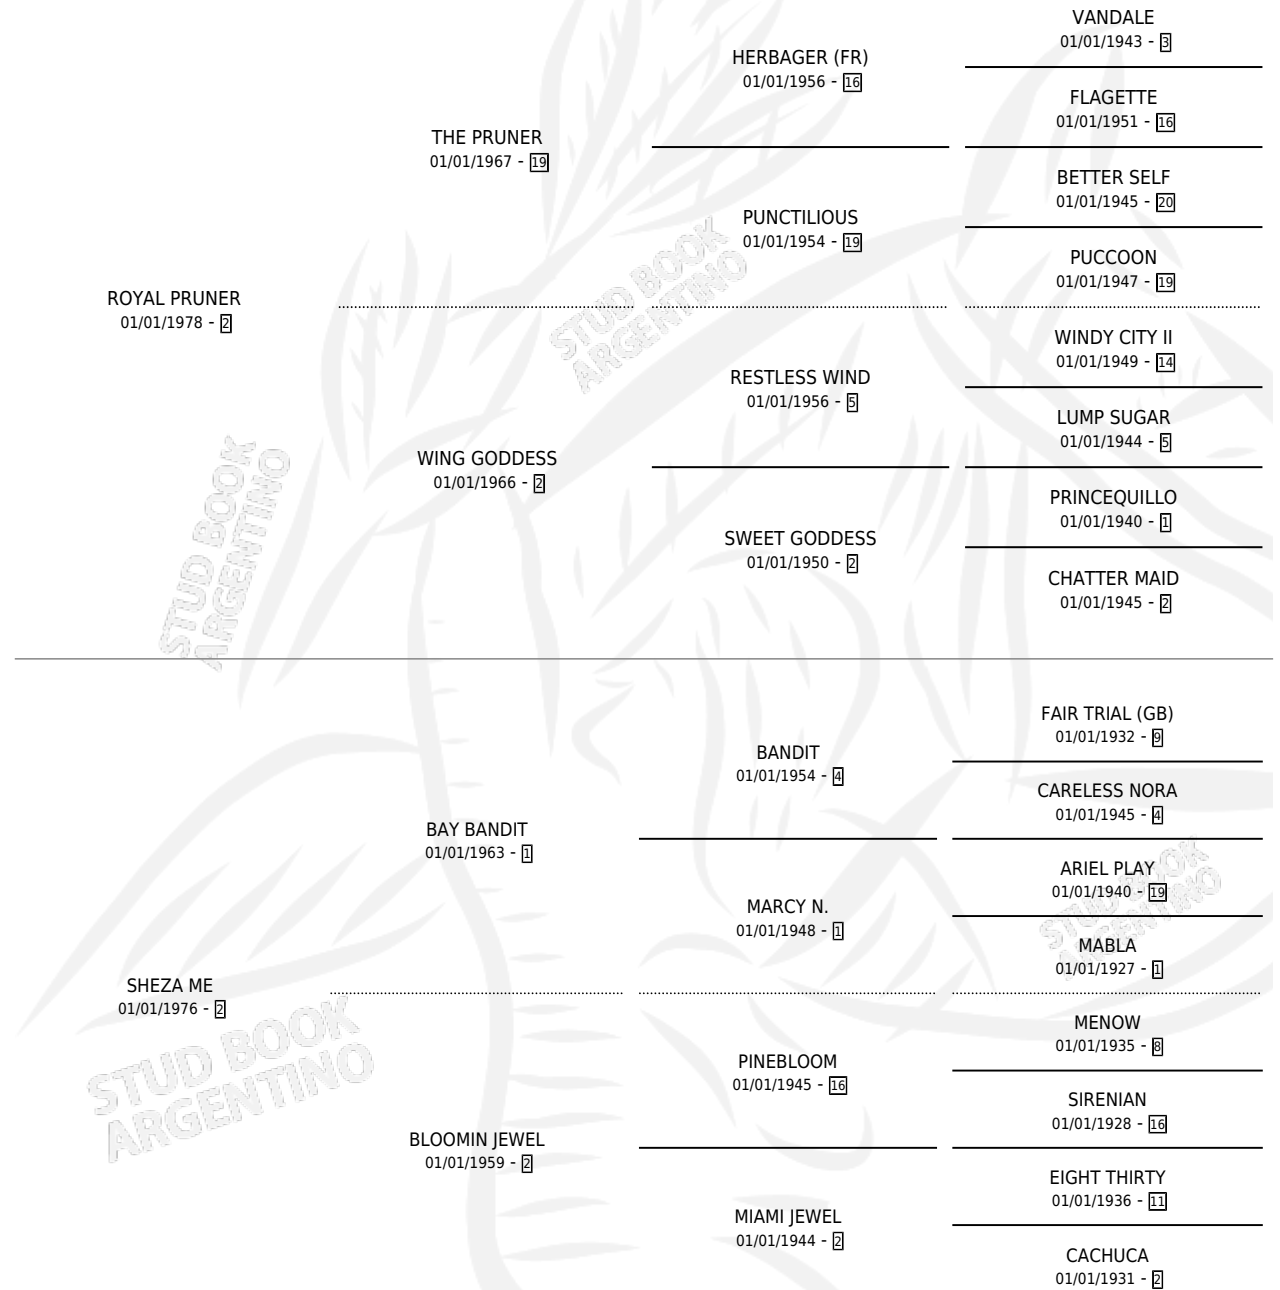 VANDALE
01/01/1943 - 3
HERBAGER (FR)
01/01/1956 - 16
FLAGETTE
01/01/1951 - 16
THE PRUNER
01/01/1967 - 19
BETTER SELF
01/01/1945 - 20
PUNCTILIOUS
01/01/1954 - 19
PUCCOON
01/01/1947 - 19
ROYAL PRUNER
01/01/1978 - 2
STUD BOOK
ARGENTINO
WINDY CITY II
01/01/1949 - 14
RESTLESS WIND
01/01/1956 - 5
LUMP SUGAR
01/01/1944 - 5
WING GODDESS
01/01/1966 - 2
PRINCEQUILLO
01/01/1940 - 1
SWEET GODDESS
01/01/1950 - 2
CHATTER MAID
01/01/1945 - 2
STUD BOOK
ARGENTINO
FAIR TRIAL (GB)
01/01/1932 - 9
BANDIT
01/01/1954 - 4
CARELESS NORA
01/01/1945 - 4
BAY BANDIT
01/01/1963 - 1
ARIEL PLAY
01/01/1940 - 19
MARCY N.
01/01/1948 - 1
STUD BOOK
ARGENTINO
MABLA
01/01/1927 - 1
SHEZA ME
01/01/1976 - 2
STUD BOOK
ARGENTINO
MENOW
01/01/1935 - 8
PINEBLOOM
01/01/1945 - 16
SIRENIAN
01/01/1928 - 16
BLOOMIN JEWEL
01/01/1959 - 2
EIGHT THIRTY
01/01/1936 - 11
MIAMI JEWEL
01/01/1944 - 2
CACHUCA
01/01/1931 - 2